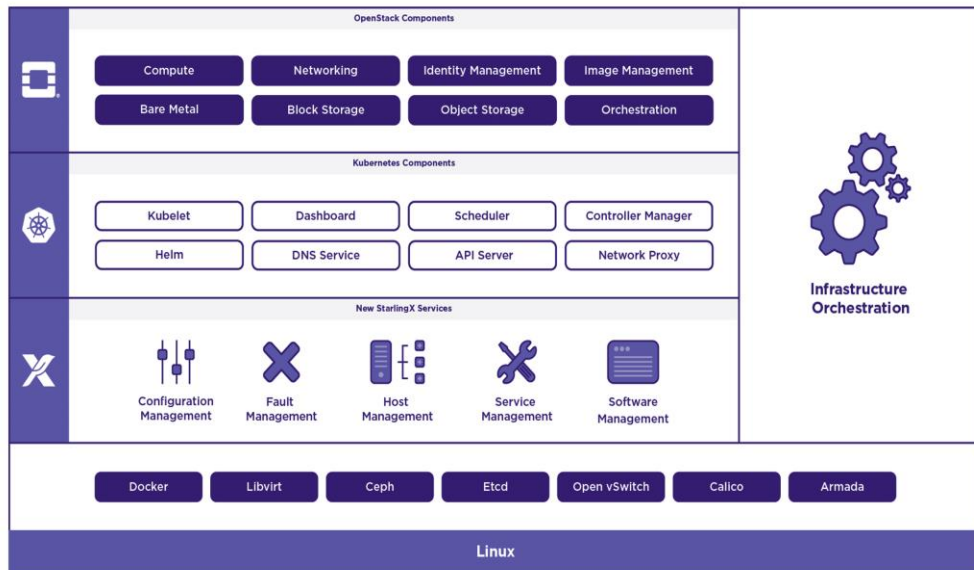 OpenStack Components
Compute
Networking
Identity Management
Image Management
Bare Metal
Block Storage
Object Storage
Orchestration
Kubernetes Components
Kubelet
Dashboard
Scheduler
Controller Manager
Helm
DNS Service
API Server
Network Proxy
New StarlingX Services
Configuration
Management
Fault
Management
Host
Management
Service
Management
Software
Management
Infrastructure
Orchestration
Docker
Libvirt
Ceph
Etcd
Open vSwitch
Calico
Armada
Linux